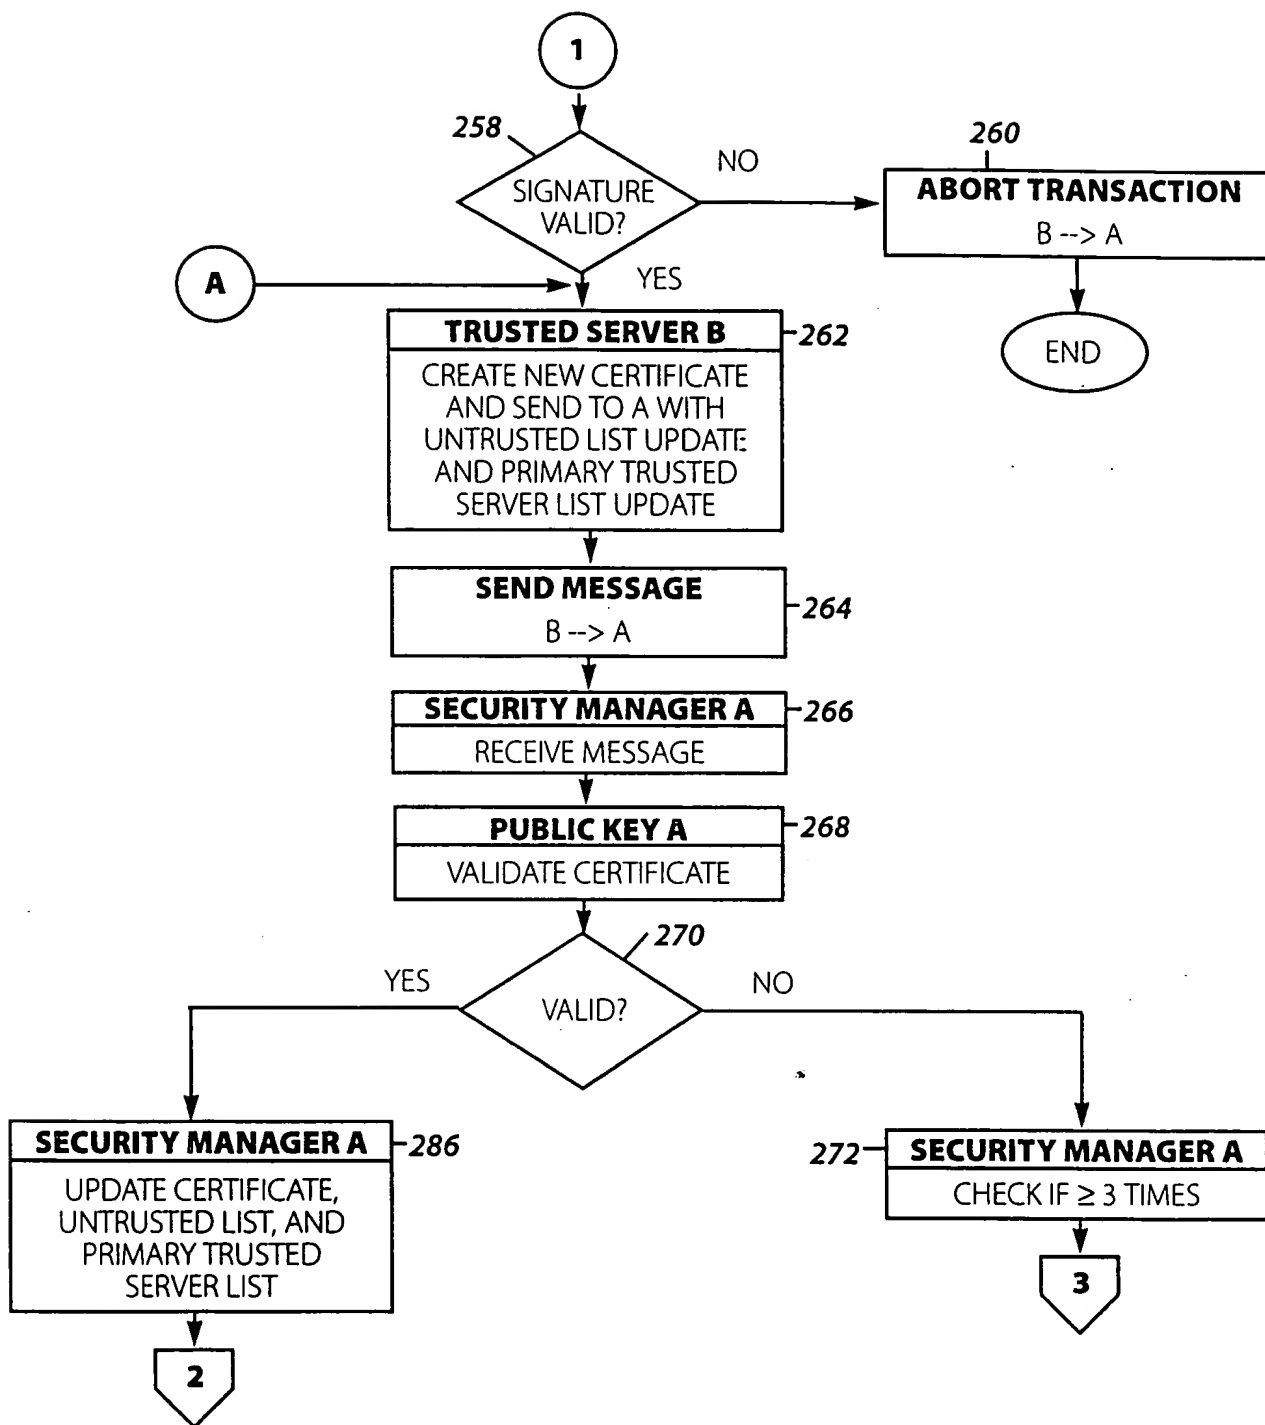 1
258
SIGNATURE
VALID?
NO
260
ABORT TRANSACTION
B --> A
END
A
YES
TRUSTED SERVER B
262
CREATE NEW CERTIFICATE
AND SEND TO A WITH
UNTRUSTED LIST UPDATE
AND PRIMARY TRUSTED
SERVER LIST UPDATE
SEND MESSAGE
B --> A
264
SECURITY MANAGER A
266
RECEIVE MESSAGE
PUBLIC KEY A
268
VALIDATE CERTIFICATE
270
YES
VALID?
NO
SECURITY MANAGER A
286
UPDATE CERTIFICATE,
UNTRUSTED LIST, AND
PRIMARY TRUSTED
SERVER LIST
2
272
SECURITY MANAGER A
CHECK IF ≥ 3 TIMES
3